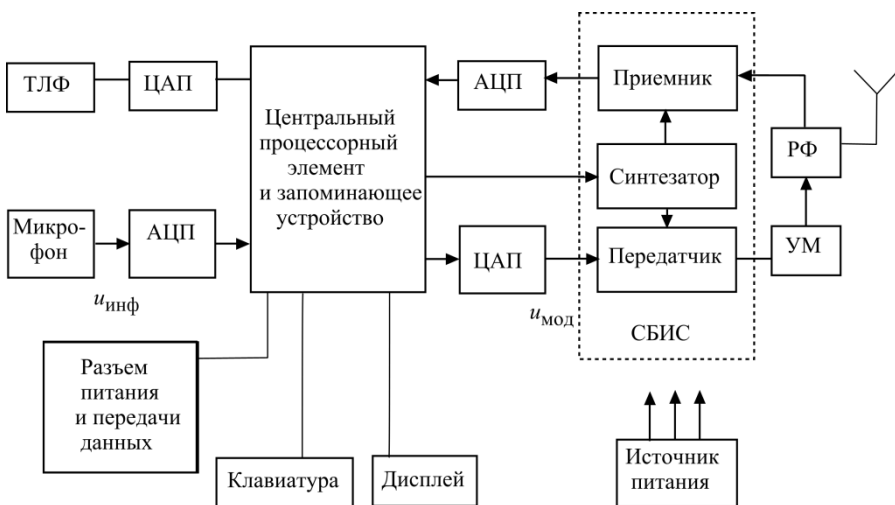 ТЛФ
ЦАП
Центральный
процессорный
элемент
и запоминающее
устройство
АЦП
Приемник
РФ
Синтезатор
Микро-
фон
АЦП
ЦАП
Передатчик
УМ
uинф
uмод
СБИС
Разъем
питания
и передачи
данных
Клавиатура
Дисплей
Источник
питания